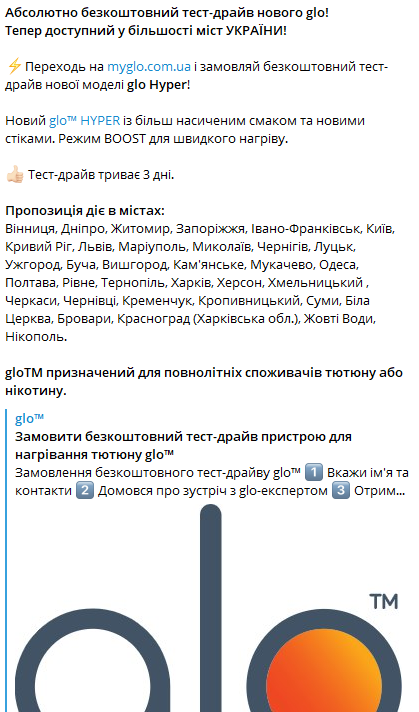 Абсолютно безкоштовний тест-драйв нового glo!
Тепер доступний у більшості міст УКРАЇНИ!
⚡️Переходь на myglo.com.ua і замовляй безкоштовний тест-
драйв нової моделі glo Hyper!
Новий glo™ HYPER із більш насиченим смаком та новими
стіками. Режим BOOST для швидкого нагріву.
👍🏻 Тест-драйв триває 3 дні.
Пропозиція діє в містах:
Вінниця, Дніпро, Житомир, Запоріжжя, Івано-Франківськ, Київ,
Кривий Ріг, Львів, Маріуполь, Миколаїв, Чернігів, Луцьк,
Ужгород, Буча, Вишгород, Кам'янське, Мукачево, Одеса,
Полтава, Рівне, Тернопіль, Харків, Херсон, Хмельницький ,
Черкаси, Чернівці, Кременчук, Кропивницький, Суми, Біла
Церква, Бровари, Красноград (Харківська обл.), Жовті Води,
Нікополь.
gloTM призначений для повнолітніх споживачів тютюну або
нікотину.
glo™
Замовити безкоштовний тест-драйв пристрою для
нагрівання тютюну glo™
Замовлення безкоштовного тест-драйву glo™ 1️⃣ Вкажи ім'я та
контакти 2️⃣ Домовся про зустріч з glo-експертом 3️⃣ Отрим...
glo™